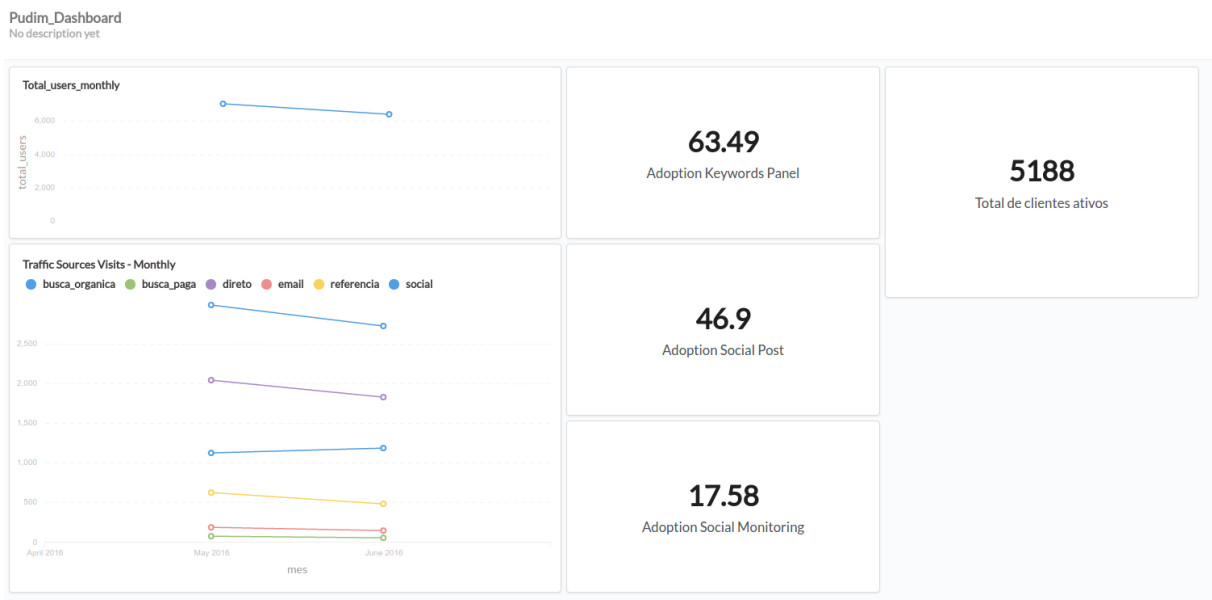 Pudim_Dashboard
No description yet
Total_users_monthly
6,000
4,000
2,000
0
total_users
63.49
Adoption Keywords Panel
5188
Total de clientes ativos
Traffic Sources Visits - Monthly
busca_organica busca_paga direto email referencia social
2,500
2,000
1,500
1,000
500
0
April 2016 May 2016 June 2016
mes
46.9
Adoption Social Post
17.58
Adoption Social Monitoring